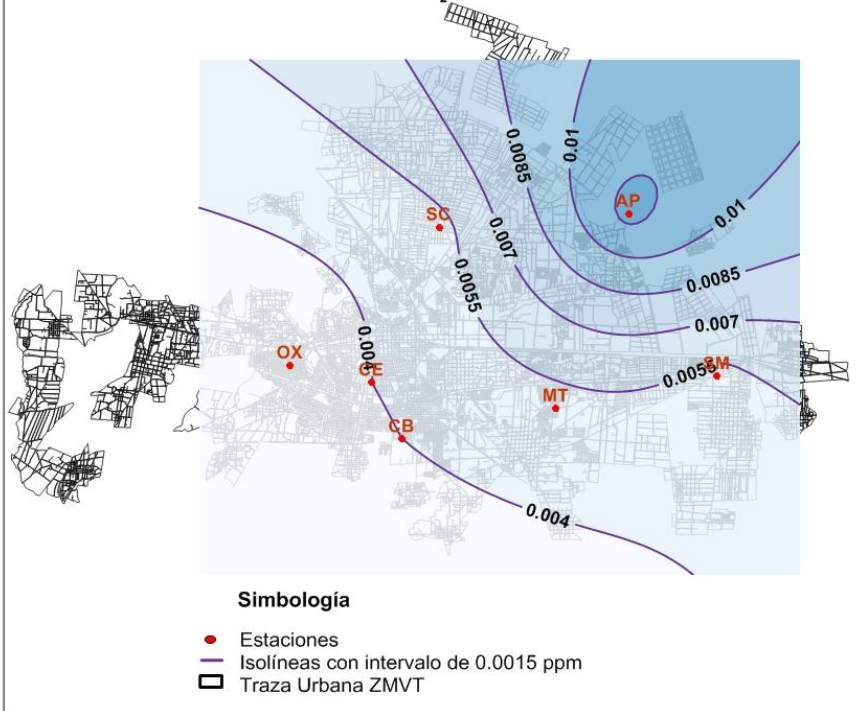 0.0085
0.01
AP
SC
0.01
0.007
0.0055
0.0085
0.007
0.004
OX
CE
SM
0.0055
MT
CB
0.004
Simbología
Estaciones
Isolíneas con intervalo de 0.0015 ppm
Traza Urbana ZMVT